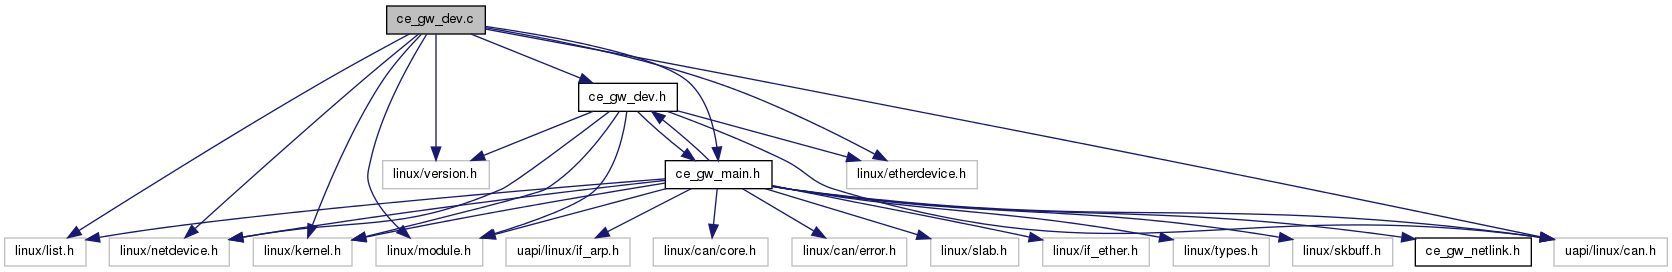 ce_gw_dev.c
ce_gw_dev.h
linux/version.h
ce_gw_main.h
linux/etherdevice.h
linux/list.h
linux/netdevice.h
linux/kernel.h
linux/module.h
uapi/linux/if_arp.h
linux/can/core.h
linux/can/error.h
linux/slab.h
linux/if_ether.h
linux/types.h
linux/skbuff.h
ce_gw_netlink.h
uapi/linux/can.h